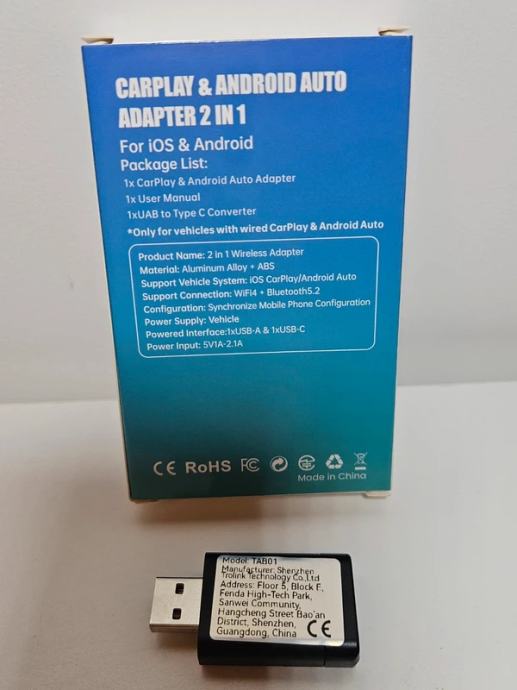 CARPLAY & ANDROID AUTO
ADAPTER 2 IN 1
For iOS & Android
Package List:
1x CarPlay & Android Auto Adapter
1x User Manual
1xUAB to Type C Converter
*Only for vehicles with wired CarPlay & Android Auto
Product Name: 2 in 1 Wireless Adapter
Material: Aluminum Alloy + ABS
Support Vehicle System: iOS CarPlay/Android Auto
Support Connection: WiFi4 + Bluetooth5.2
Configuration: Synchronize Mobile Phone Configuration
Power Supply: Vehicle
Powered Interface:1xUSB-A & 1xUSB-C
Power Input: 5V1A-2.1A
CE RoHS FC
Made in China
Model: TAB01
Manufacturer: Shenzhen
Trolink Technology Co.,Ltd
Address: Floor 5, Block F,
Fenda High-Tech Park,
Sanwei Community,
Hangcheng Street Bao'an
District, Shenzhen,
Guangdong, China CE